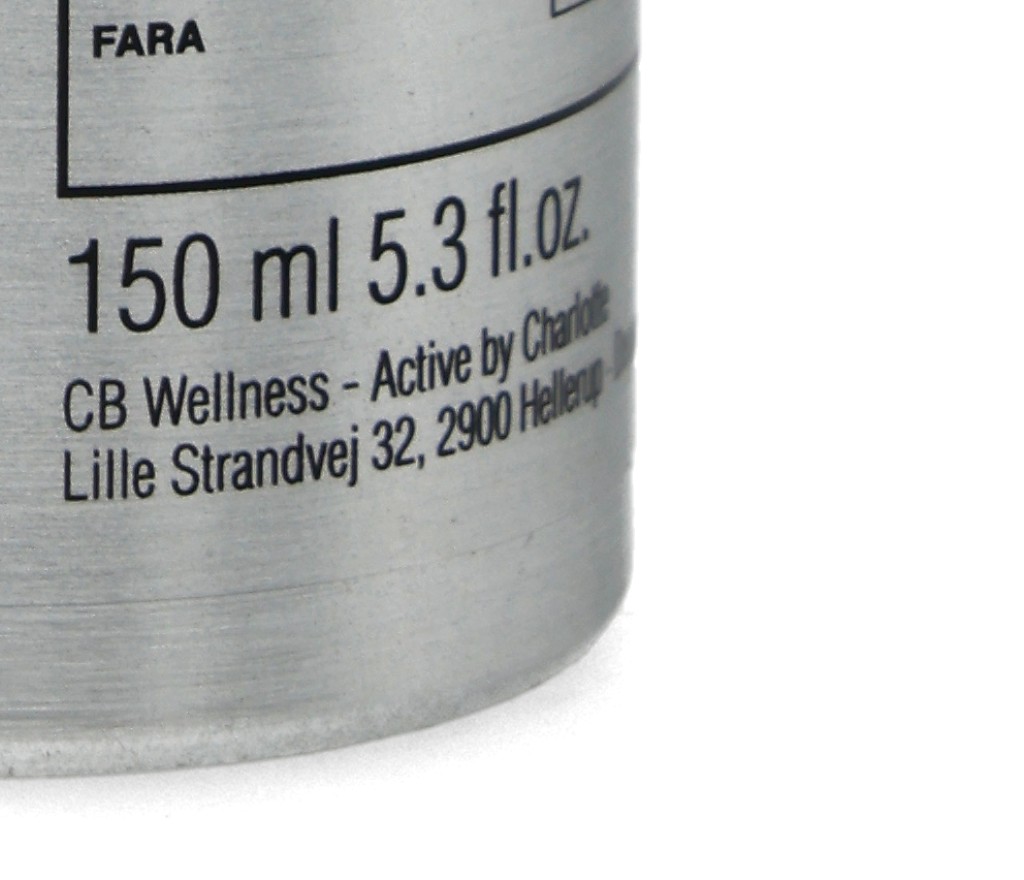 FARA
150 ml 5.3 fl.oz.
CB Wellness - Active by Charlotte
Lille Strandvej 32, 2900 Hellerup -